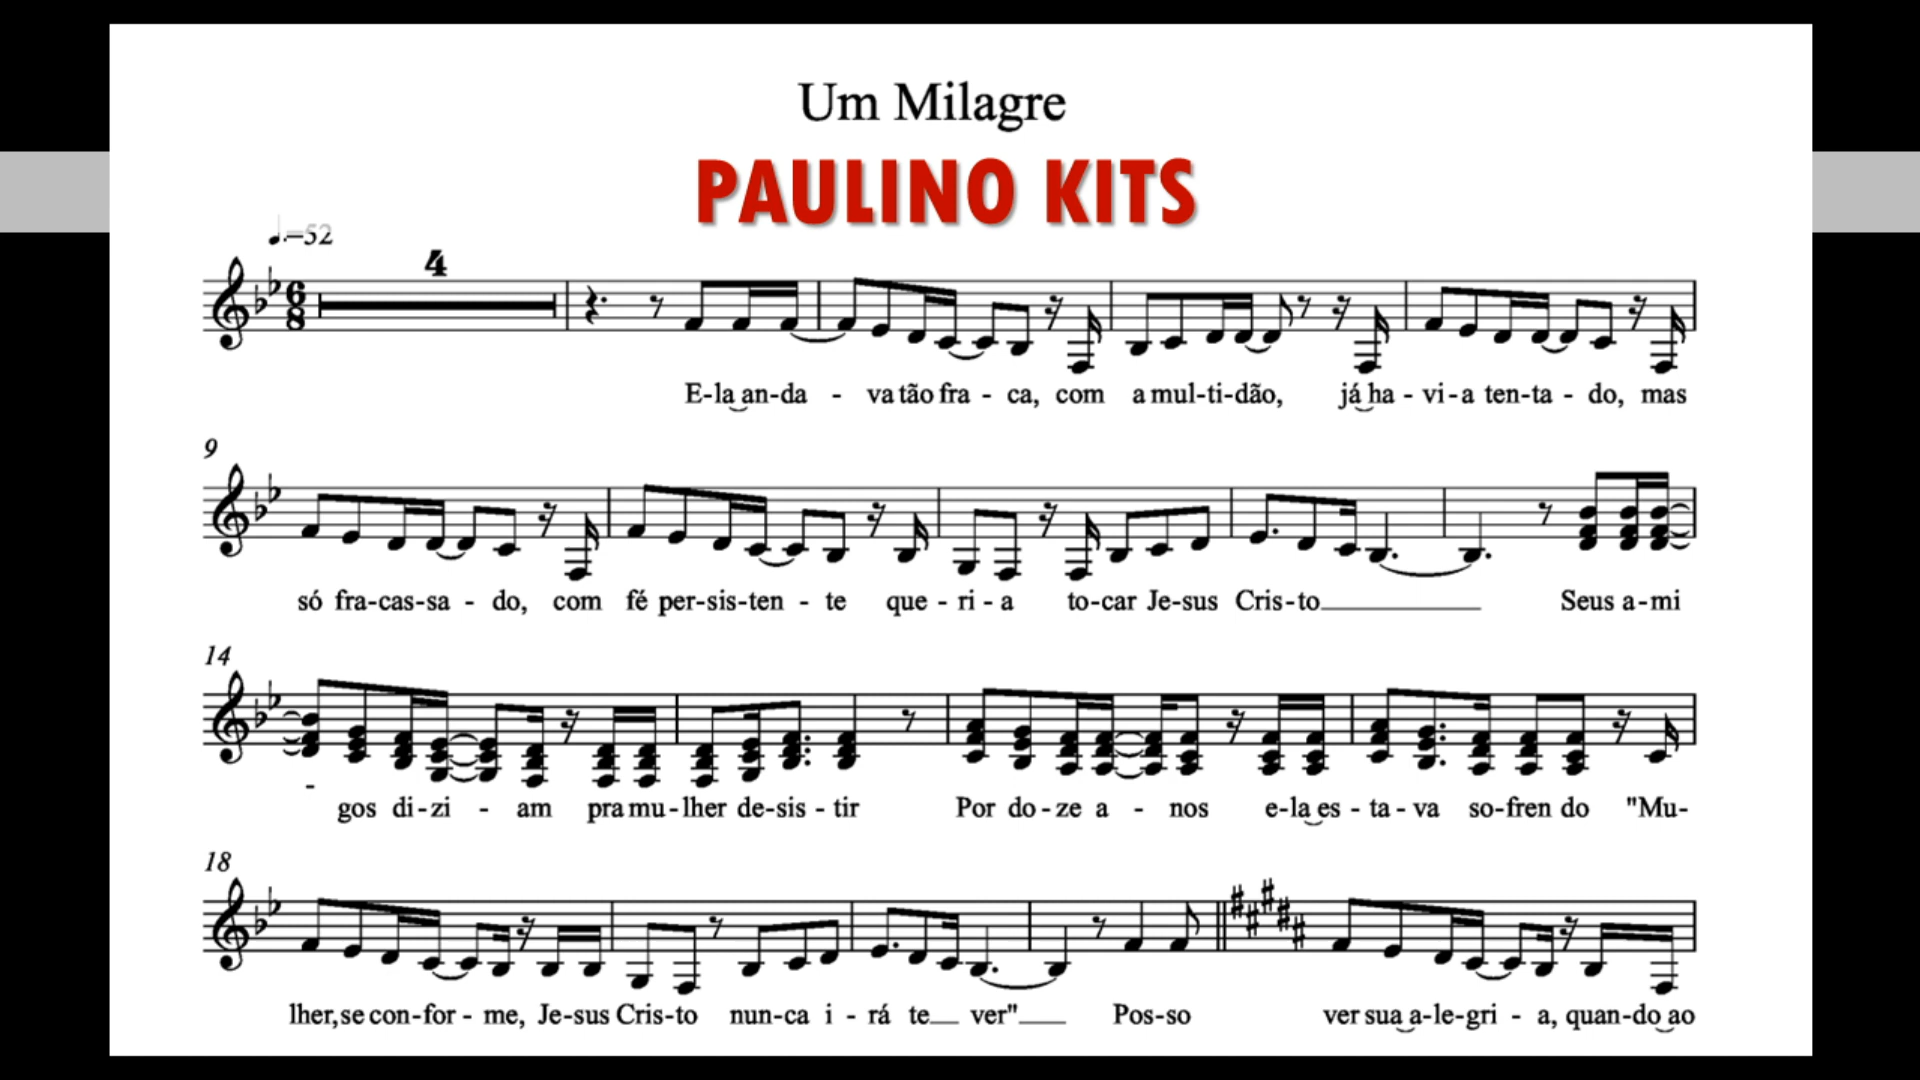 Um Milagre
PAULINO KITS
♩.=52
4
6
8
E-la an-da - va tão fra - ca, com a mul-ti-dão, já ha - vi - a ten-ta - do, mas
9
só fra-cas-sa - do, com fé per-sis-ten - te que - ri - a to-car Je-sus Cris-to Seus a-mi
14
- gos di-zi - am pra mu-lher de-sis - tir Por do-ze a - nos e-la es - ta - va so-fren do "Mu-
18
lher, se con-for - me, Je-sus Cris-to nun-ca i - rá te ver" Pos-so ver sua a-le-gri - a, quan-do ao